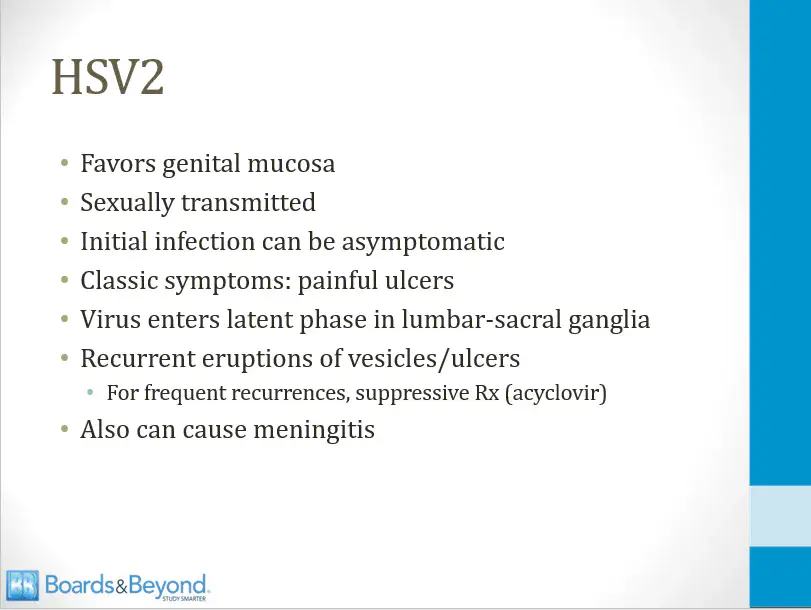 HSV2
• Favors genital mucosa
• Sexually transmitted
• Initial infection can be asymptomatic
• Classic symptoms: painful ulcers
• Virus enters latent phase in lumbar-sacral ganglia
• Recurrent eruptions of vesicles/ulcers
• For frequent recurrences, suppressive Rx (acyclovir)
• Also can cause meningitis
BB Boards&Beyond.
STUDY SMARTER